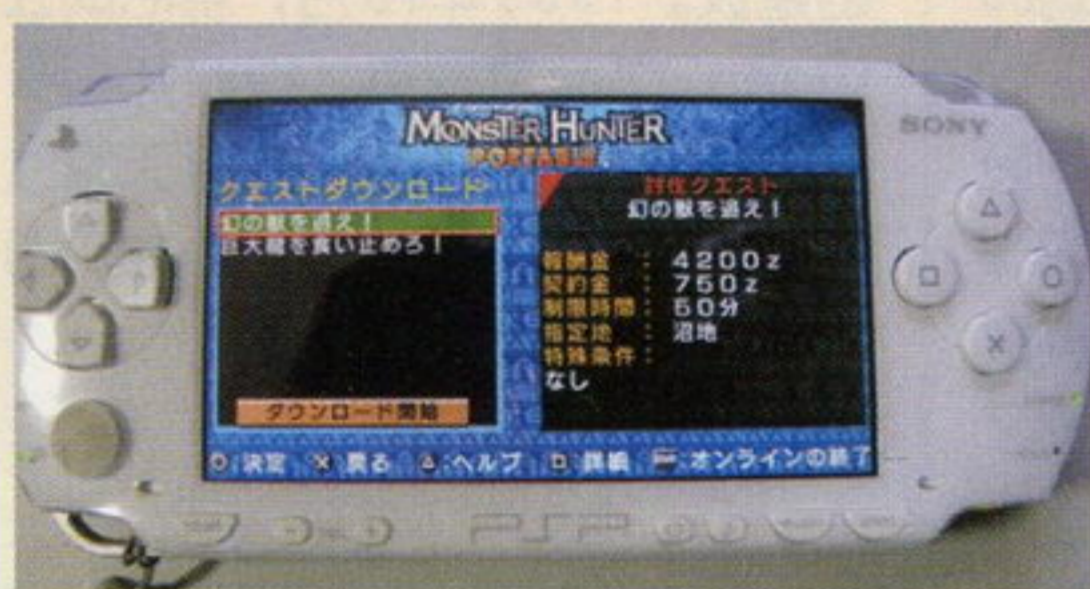 MONSTER HUNTER
PORTABLE
SONY
クエストダウンロード
幻の獣を追え！
巨大龍を食い止めろ！
ダウンロード開始
討伐クエスト
幻の獣を追え！
報酬金 : 4200z
契約金 : 750z
制限時間 : 50分
指定地 : 沼地
特殊条件 :
なし
○:決定 ×:戻る △:ヘルプ □:詳細 :オンラインの終了
PSP